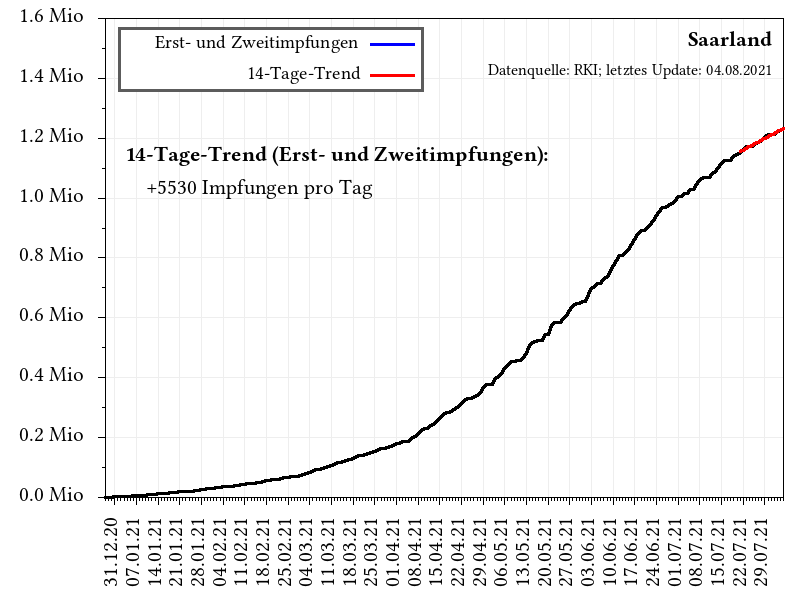 1.6 Mio
1.4 Mio
1.2 Mio
1.0 Mio
0.8 Mio
0.6 Mio
0.4 Mio
0.2 Mio
0.0 Mio
Erst- und Zweitimpfungen
14-Tage-Trend
Saarland
Datenquelle: RKI; letztes Update: 04.08.2021
14-Tage-Trend (Erst- und Zweitimpfungen):
+5530 Impfungen pro Tag
31.12.20
07.01.21
14.01.21
21.01.21
28.01.21
04.02.21
11.02.21
18.02.21
25.02.21
04.03.21
11.03.21
18.03.21
25.03.21
01.04.21
08.04.21
15.04.21
22.04.21
29.04.21
06.05.21
13.05.21
20.05.21
27.05.21
03.06.21
10.06.21
17.06.21
24.06.21
01.07.21
08.07.21
15.07.21
22.07.21
29.07.21